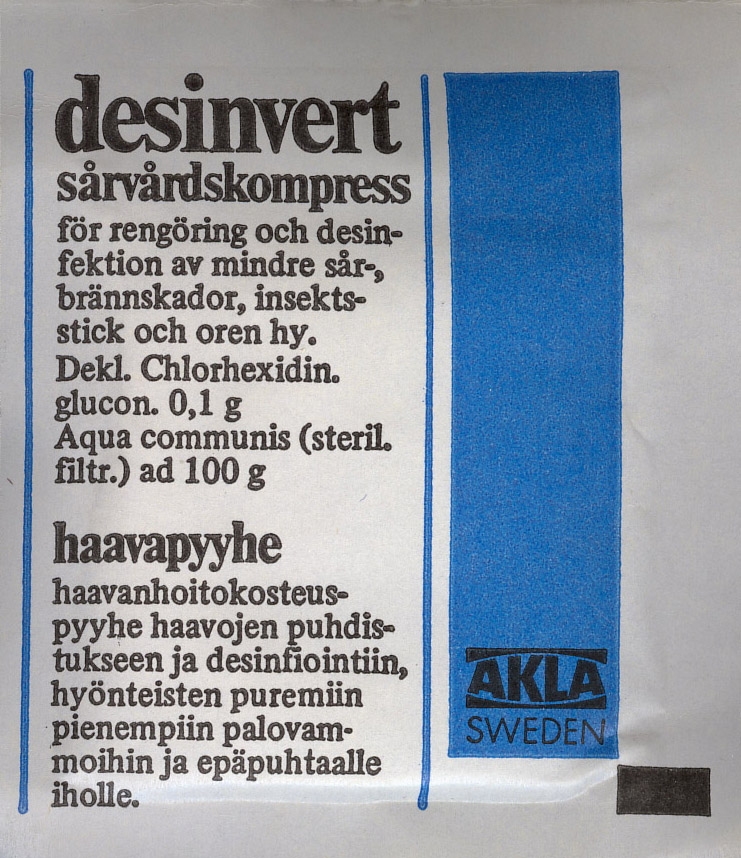 desinvert
sårvårdskompress
för rengöring och desin-
fektion av mindre sår-,
brännskador, insekts-
stick och oren hy.
Dekl. Chlorhexidin.
glucon. 0,1 g
Aqua communis (steril.
filtr.) ad 100 g
haavapyyhe
haavanhoitokosteus-
pyyhe haavojen puhdis-
tukseen ja desinfiointiin,
hyönteisten puremiin
pienempiin palovam-
moihin ja epäpuhtaalle
iholle.
AKLA
SWEDEN